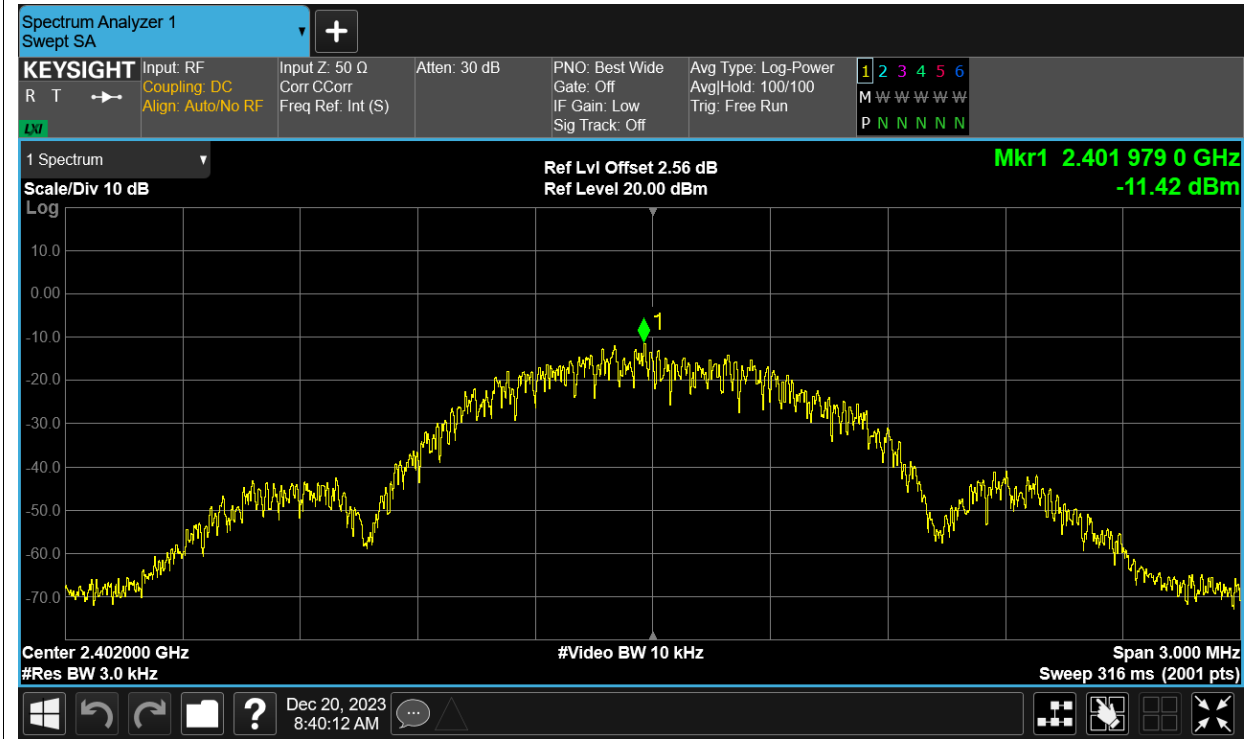 Spectrum Analyzer 1
Swept SA
KEYSIGHT
R T
LXI
Input: RF
Coupling: DC
Align: Auto/No RF
Input Z: 50 Ω
Corr CCorr
Freq Ref: Int (S)
Atten: 30 dB
PNO: Best Wide
Gate: Off
IF Gain: Low
Sig Track: Off
Avg Type: Log-Power
Avg|Hold: 100/100
Trig: Free Run
1 2 3 4 5 6
M W W W W W W
P N N N N N N
1 Spectrum
Scale/Div 10 dB
Ref Lvl Offset 2.56 dB
Ref Level 20.00 dBm
Mkr1 2.401 979 0 GHz
-11.42 dBm
Log
10.0
0.00
-10.0
-20.0
-30.0
-40.0
-50.0
-60.0
-70.0
1
Center 2.402000 GHz
#Res BW 3.0 kHz
#Video BW 10 kHz
Span 3.000 MHz
Sweep 316 ms (2001 pts)
?
Dec 20, 2023
8:40:12 AM